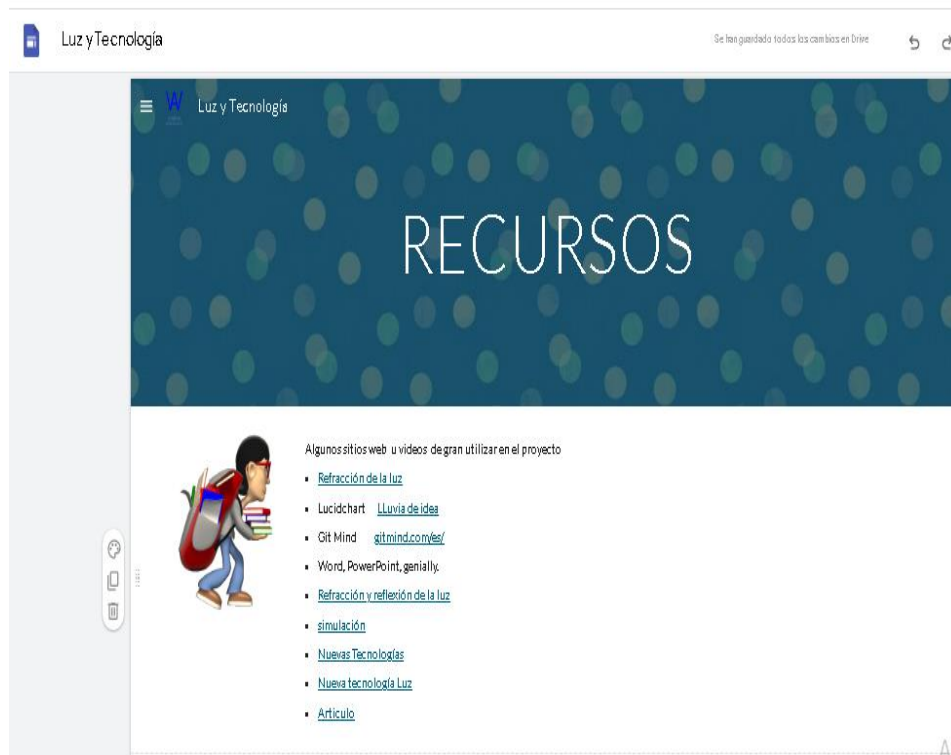 Luz y Tecnología
Se han guardado todos los cambios en Drive
Luz y Tecnología
RECURSOS
Algunos sitios web u videos de gran utilizar en el proyecto
▪ Refracción de la luz
▪ Lucidchart LLuvia de idea
▪ Git Mind gitmind.com/es/
▪ Word, PowerPoint, genially.
▪ Refracción y reflexión de la luz
▪ simulación
▪ Nuevas Tecnologías
▪ Nueva tecnología Luz
▪ Articulo